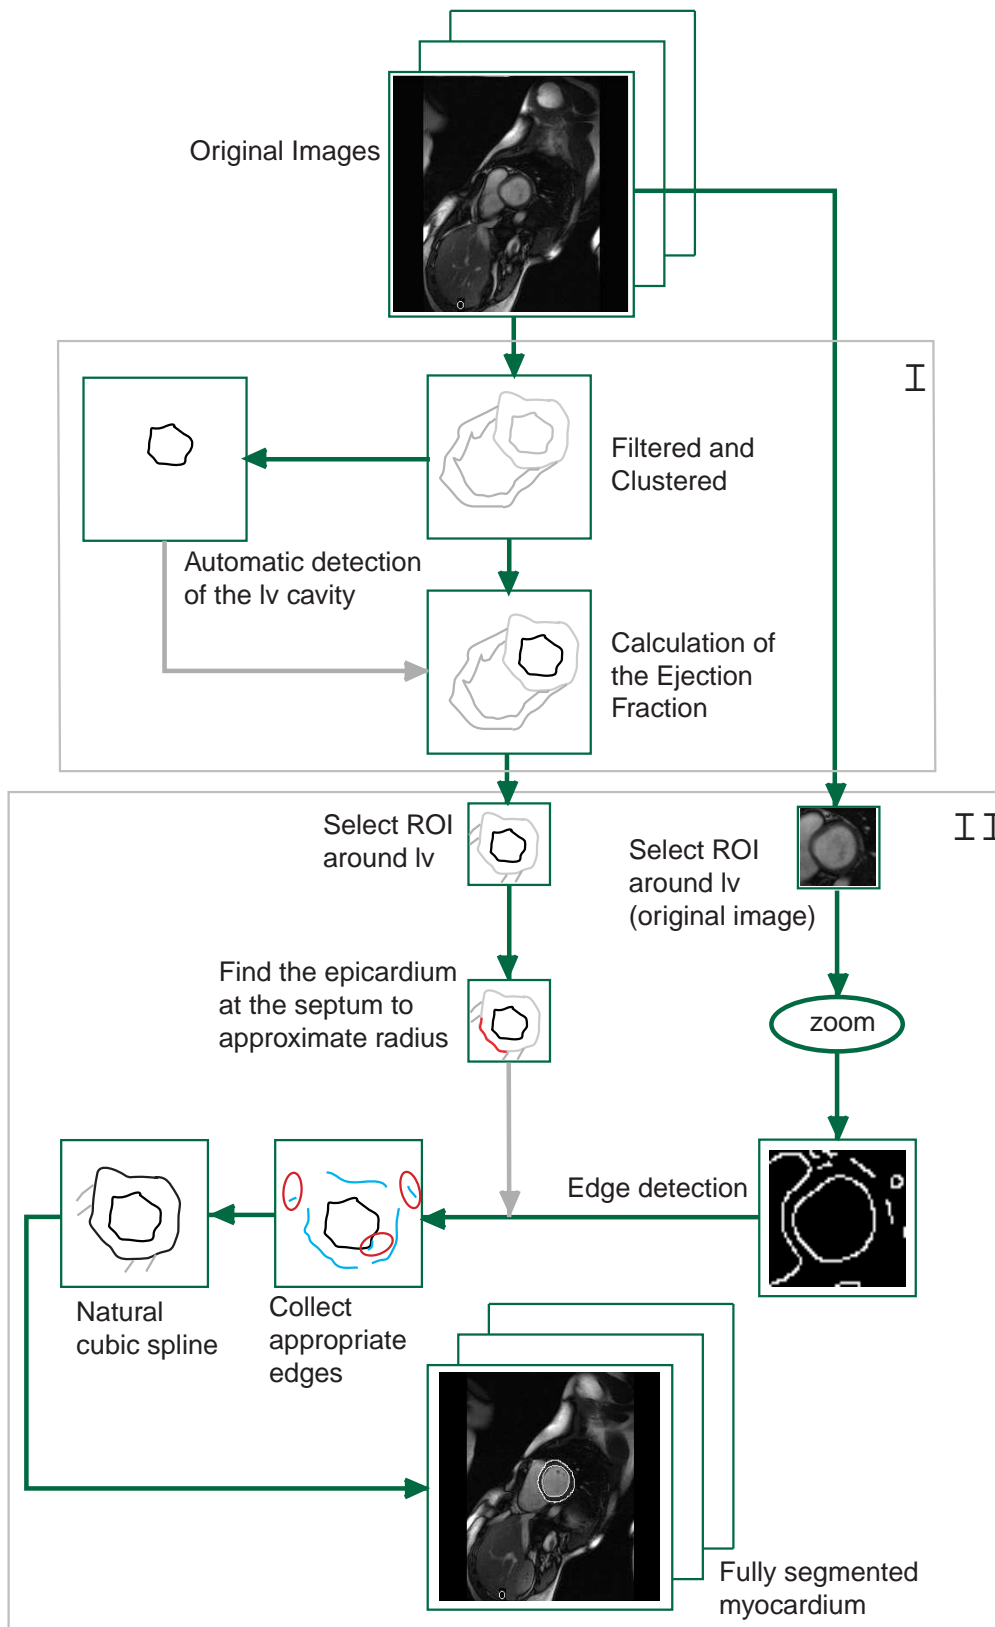 Original Images
I
Filtered and
Clustered
Automatic detection
of the lv cavity
Calculation of
the Ejection
Fraction
Select ROI
around lv
II
Select ROI
around lv
(original image)
Find the epicardium
at the septum to
approximate radius
zoom
Edge detection
Natural
cubic spline
Collect
appropriate
edges
Fully segmented
myocardium